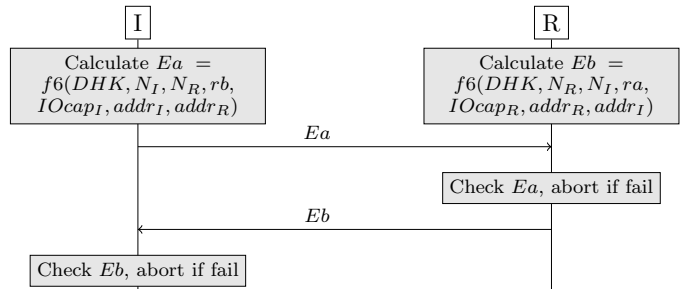 I
R
Calculate Ea =
f6(DHK, N_I, N_R, rb,
IOcap_I, addr_I, addr_R)
Calculate Eb =
f6(DHK, N_R, N_I, ra,
IOcap_R, addr_R, addr_I)
Ea
Check Ea, abort if fail
Eb
Check Eb, abort if fail